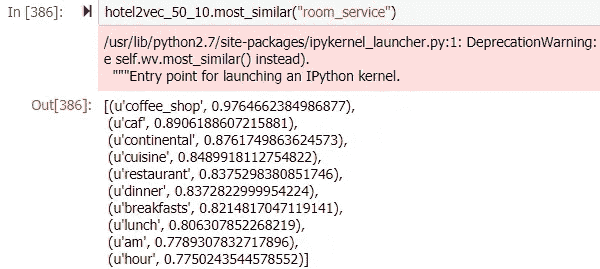 In [386]: hotel2vec_50_10.most_similar("room_service")
/usr/lib/python2.7/site-packages/ipykernel_launcher.py:1: DeprecationWarning:
e self.wv.most_similar() instead).
"""Entry point for launching an IPython kernel.
Out[386]: [(u'coffee_shop', 0.9764662384986877),
(u'caf', 0.8906188607215881),
(u'continental', 0.8761749863624573),
(u'cuisine', 0.8489918112754822),
(u'restaurant', 0.8375298380851746),
(u'dinner', 0.8372822999954224),
(u'breakfasts', 0.8214817047119141),
(u'lunch', 0.806307852268219),
(u'am', 0.7789307832717896),
(u'hour', 0.7750243544578552)]